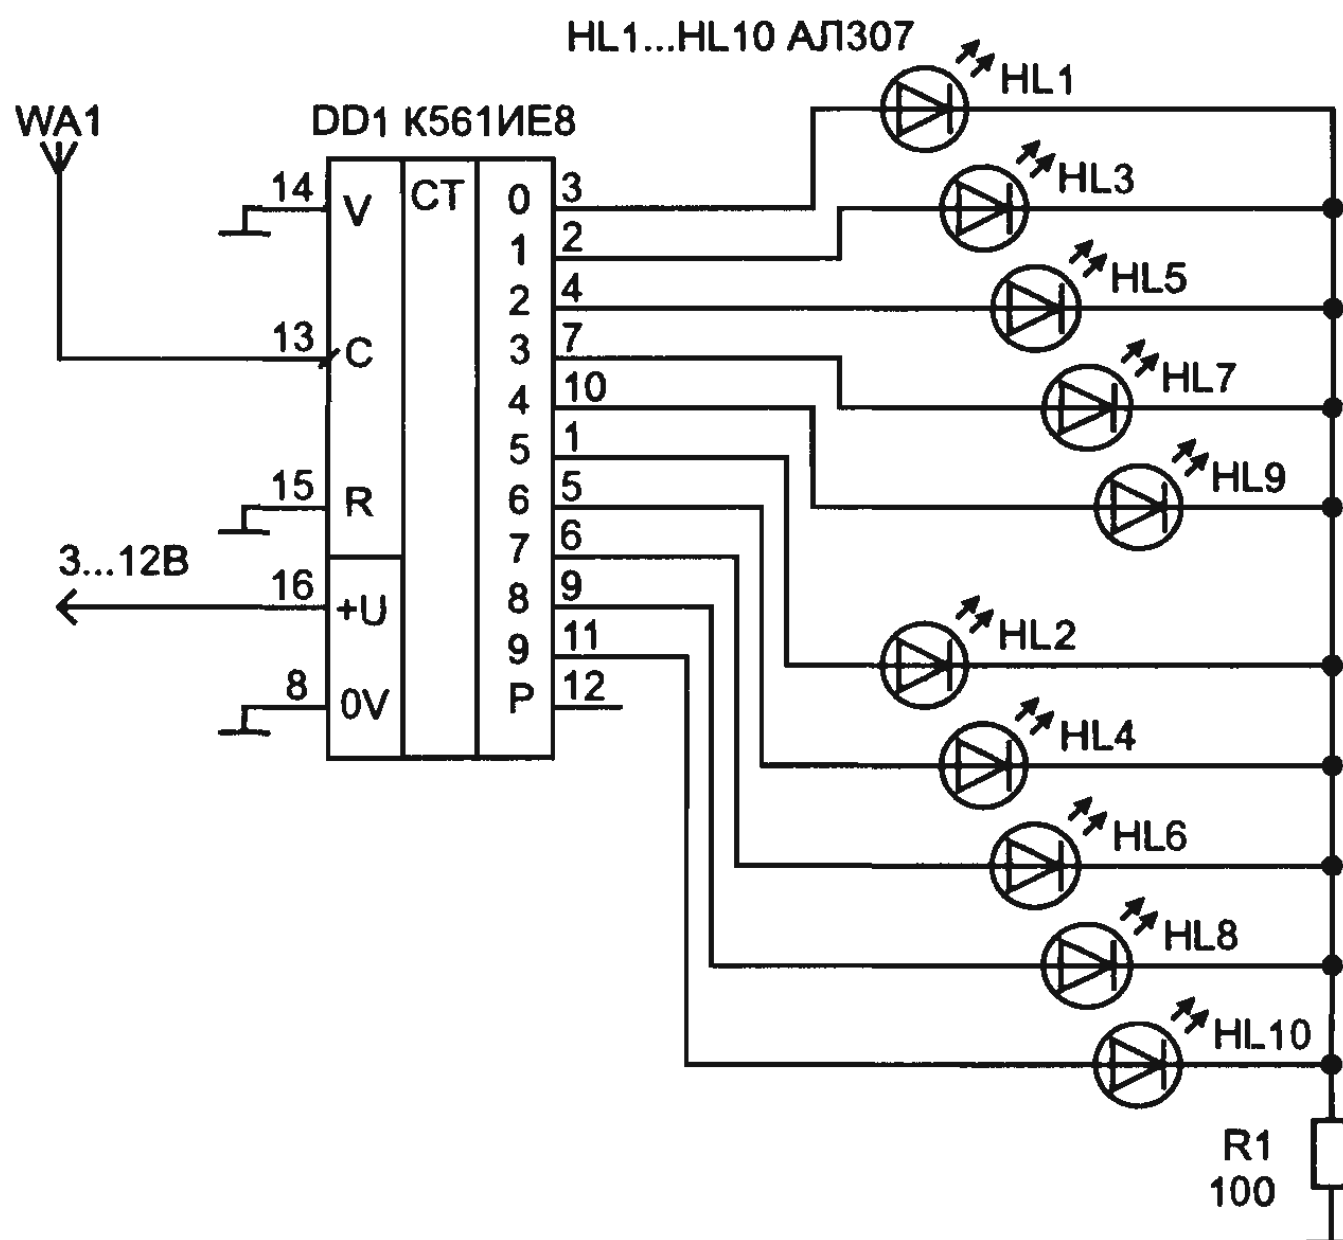 HL1...HL10 АЛ307
HL1
WA1
DD1 К561ИЕ8
14
V
CT
0
3
HL3
1
2
HL5
2
4
13
C
3
7
HL7
4
10
5
1
HL9
15
R
6
5
3...12В
7
6
16
+U
8
9
HL2
9
11
8
0V
P
12
HL4
HL6
HL8
HL10
R1
100